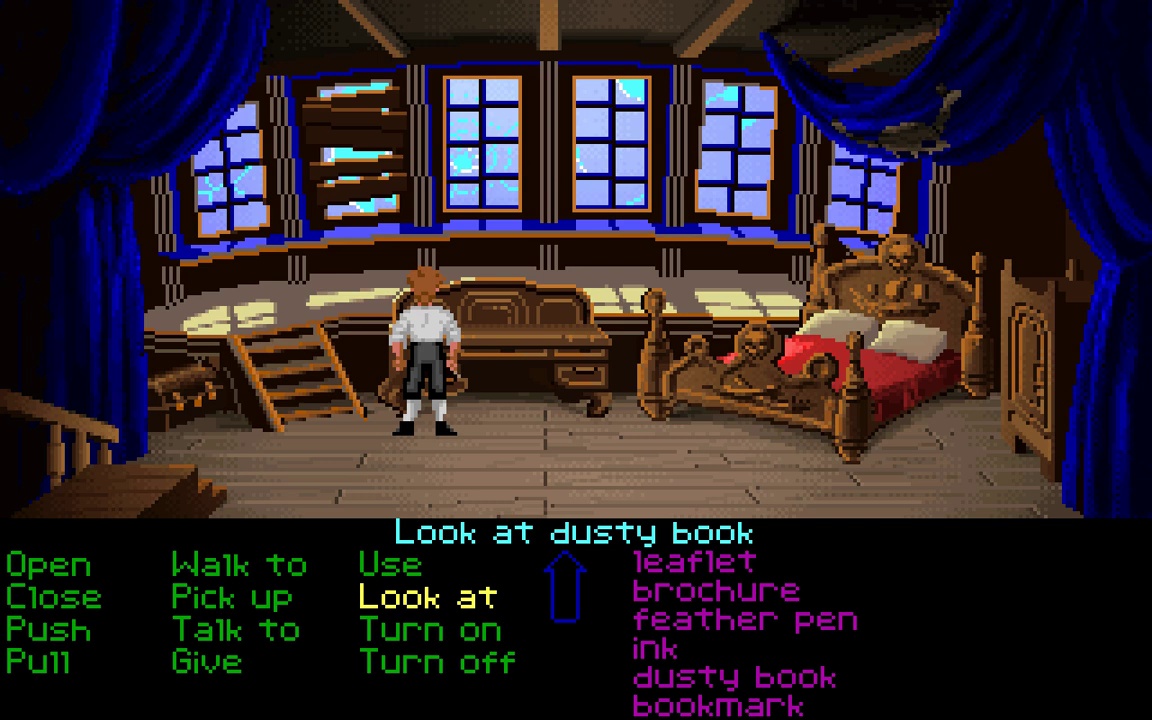 Look at dusty book
Open Walk to Use
Close Pick up Look at
Push Talk to Turn on
Pull Give Turn off
leaflet
brochure
feather pen
ink
dusty book
bookmark